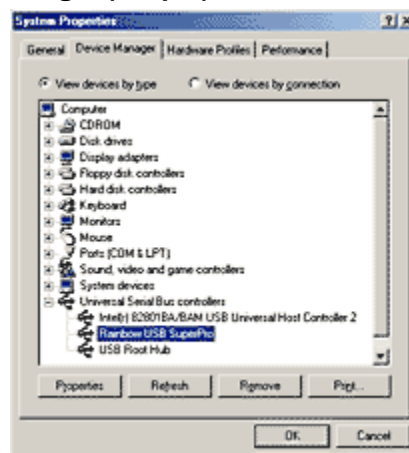 System Properties
General
Device Manager
Hardware Profiles
Performance
View devices by type
View devices by connection
Computer
CDROM
Disk drives
Display adapters
Floppy disk controllers
Hard disk controllers
Keyboard
Monitors
Mouse
Ports (COM & LPT)
Sound, video and game controllers
System devices
Universal Serial Bus controllers
Intel(r) 82801BA/BAM USB Universal Host Controller 2
Rainbow USB SuperPro
USB Root Hub
Properties
Refresh
Remove
Print...
OK
Cancel